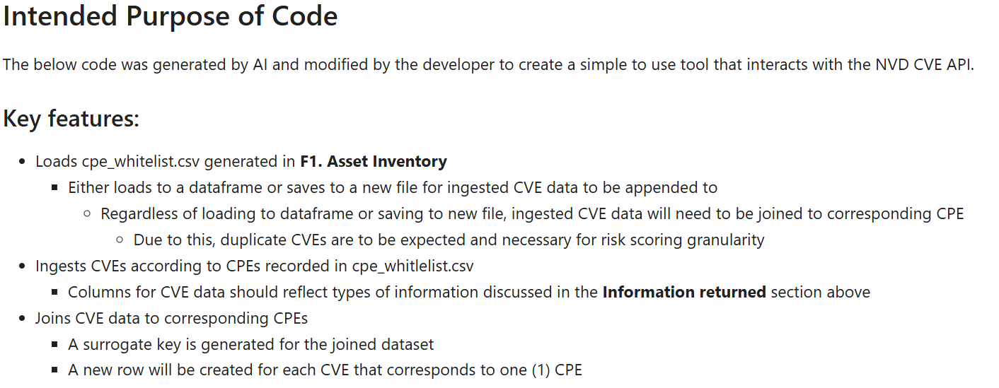 Intended Purpose of Code
The below code was generated by AI and modified by the developer to create a simple to use tool that interacts with the NVD CVE API.
Key features:
Loads cpe_whitelist.csv generated in F1. Asset Inventory
Either loads to a dataframe or saves to a new file for ingested CVE data to be appended to
Regardless of loading to dataframe or saving to new file, ingested CVE data will need to be joined to corresponding CPE
Due to this, duplicate CVEs are to be expected and necessary for risk scoring granularity
Ingests CVEs according to CPEs recorded in cpe_whitlelist.csv
Columns for CVE data should reflect types of information discussed in the Information returned section above
Joins CVE data to corresponding CPEs
A surrogate key is generated for the joined dataset
A new row will be created for each CVE that corresponds to one (1) CPE